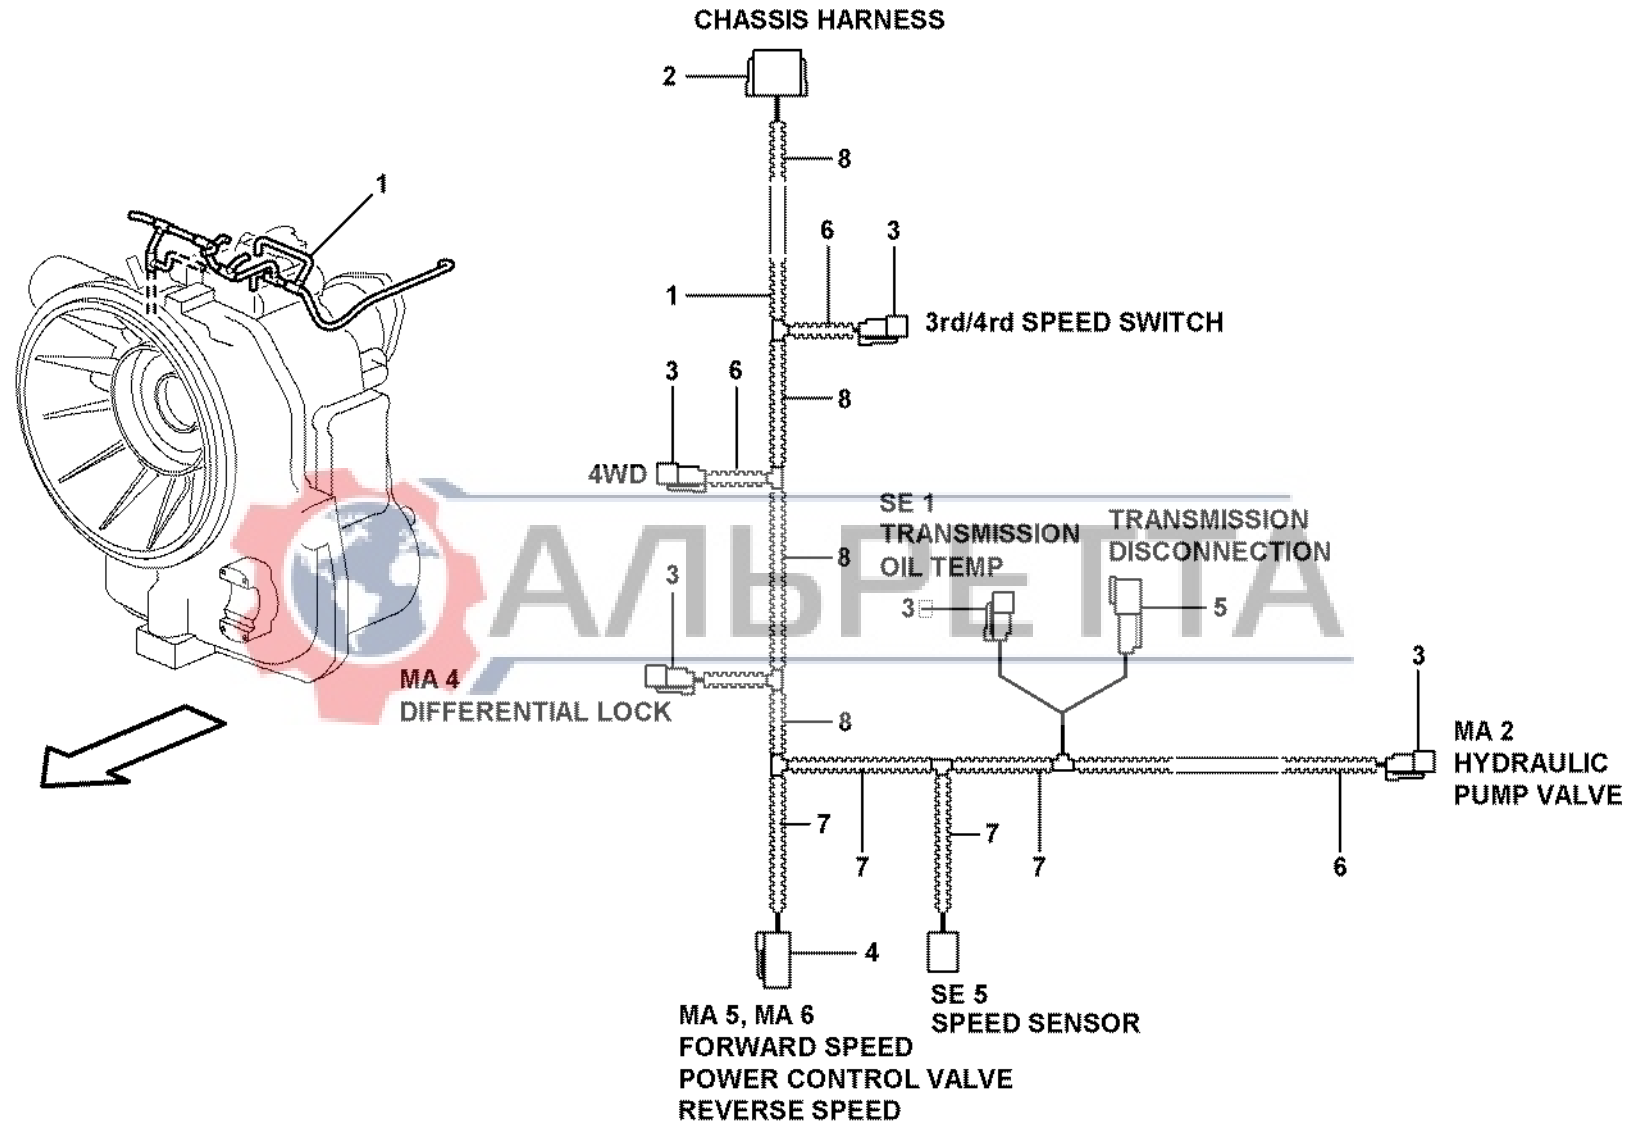 CHASSIS HARNESS
2
8
1
6
3
1
3rd/4rd SPEED SWITCH
3
6
8
4WD
SE 1
TRANSMISSION
OIL TEMP
TRANSMISSION
DISCONNECTION
АЛЬРЕТТА
8
3
3
5
MA 4
DIFFERENTIAL LOCK
8
3
MA 2
HYDRAULIC
PUMP VALVE
7
7
7
7
6
4
MA 5, MA 6
FORWARD SPEED
POWER CONTROL VALVE
REVERSE SPEED
SE 5
SPEED SENSOR